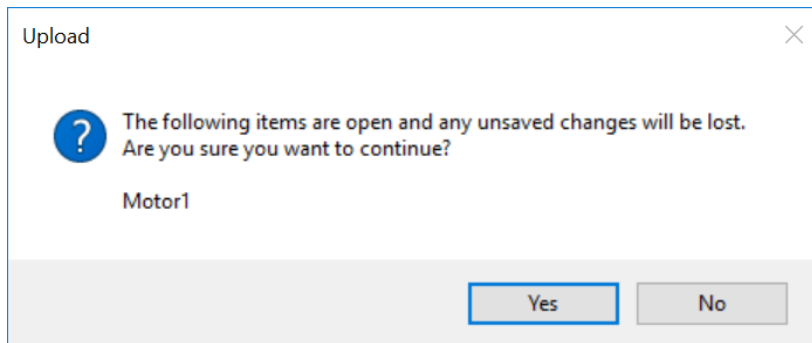 Upload
The following items are open and any unsaved changes will be lost.
Are you sure you want to continue?
Motor1
Yes No